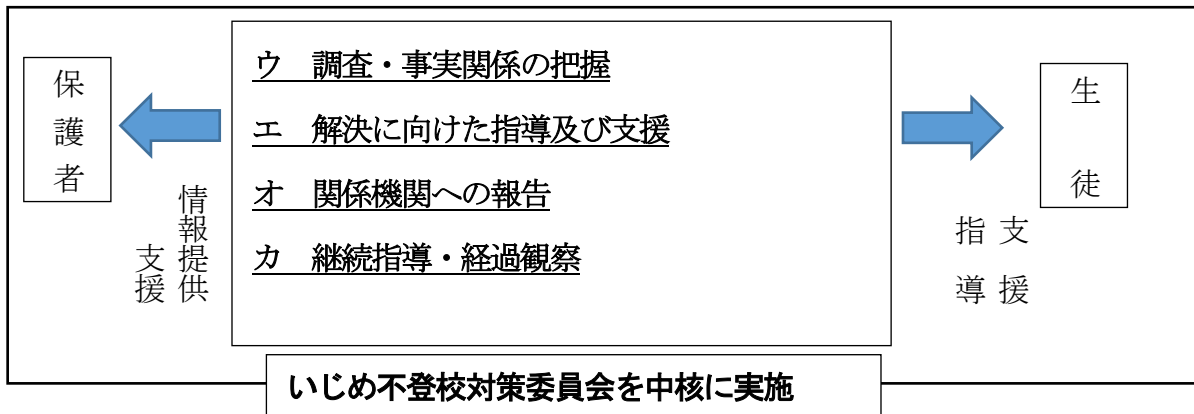 保護者
情報提供
支援
ウ　調査・事実関係の把握
エ　解決に向けた指導及び支援
オ　関係機関への報告
カ　継続指導・経過観察
生徒
支援
指導
いじめ不登校対策委員会を中核に実施